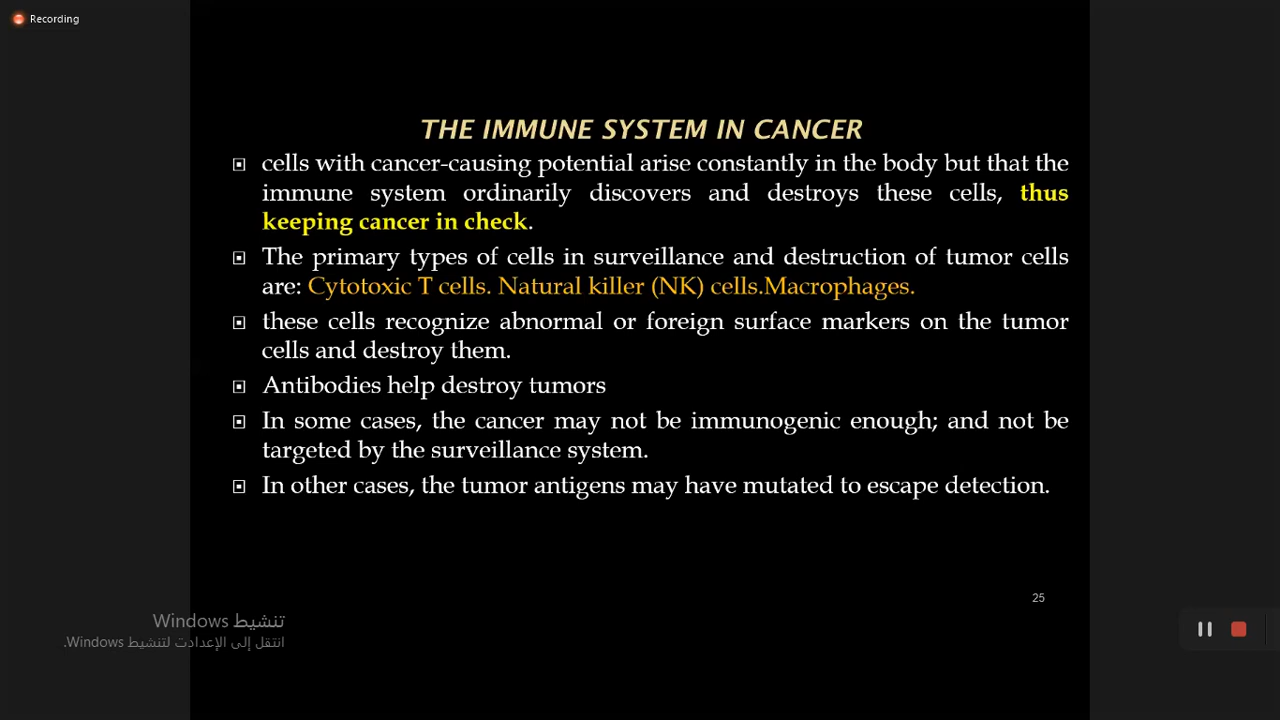 Recording
THE IMMUNE SYSTEM IN CANCER
cells with cancer-causing potential arise constantly in the body but that the
immune system ordinarily discovers and destroys these cells, thus
keeping cancer in check.
The primary types of cells in surveillance and destruction of tumor cells
are: Cytotoxic T cells. Natural killer (NK) cells.Macrophages.
these cells recognize abnormal or foreign surface markers on the tumor
cells and destroy them.
Antibodies help destroy tumors
In some cases, the cancer may not be immunogenic enough; and not be
targeted by the surveillance system.
In other cases, the tumor antigens may have mutated to escape detection.
25
تنشيط Windows
انتقل إلى الإعدادت لتنشيط Windows.